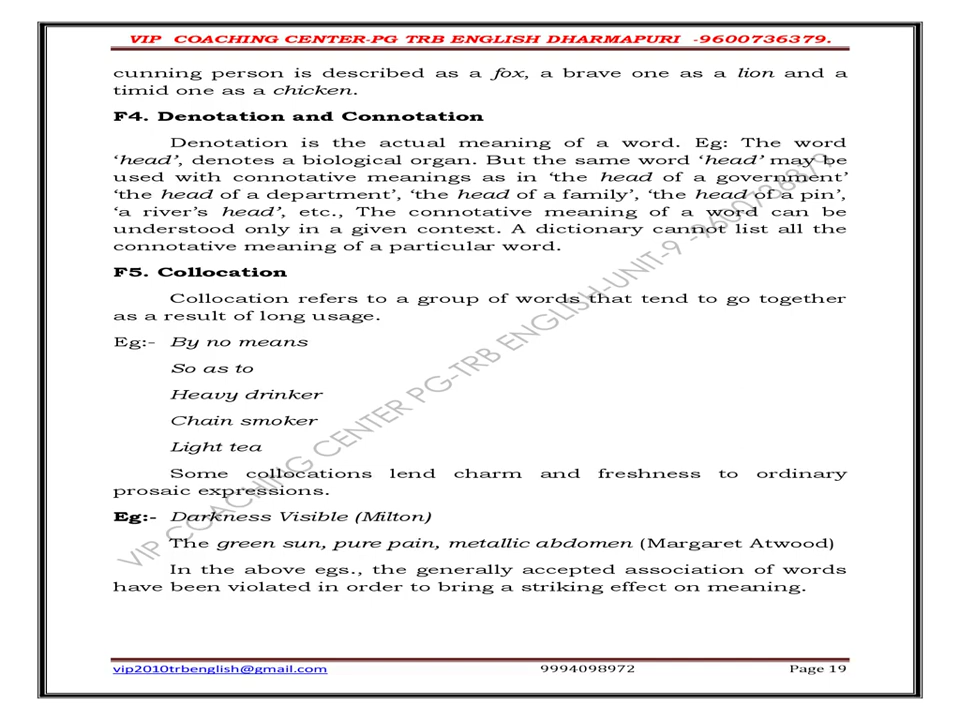 VIP COACHING CENTER-PG TRB ENGLISH DHARMAPURI -9600736379.
cunning person is described as a fox, a brave one as a lion and a
timid one as a chicken.
F4. Denotation and Connotation
Denotation is the actual meaning of a word. Eg: The word
‘head’, denotes a biological organ. But the same word ‘head’ may be
used with connotative meanings as in ‘the head of a government’
‘the head of a department’, ‘the head of a family’, ‘the head of a pin’,
‘a river’s head’, etc., The connotative meaning of a word can be
understood only in a given context. A dictionary cannot list all the
connotative meaning of a particular word.
F5. Collocation
Collocation refers to a group of words that tend to go together
as a result of long usage.
Eg:- By no means
So as to
Heavy drinker
Chain smoker
Light tea
Some collocations lend charm and freshness to ordinary
prosaic expressions.
Eg:- Darkness Visible (Milton)
The green sun, pure pain, metallic abdomen (Margaret Atwood)
In the above egs., the generally accepted association of words
have been violated in order to bring a striking effect on meaning.
VIP COACHING CENTER PG-TRB ENGLISH-UNIT-9 -9600736379
vip2010trbenglish@gmail.com 9994098972 Page 19